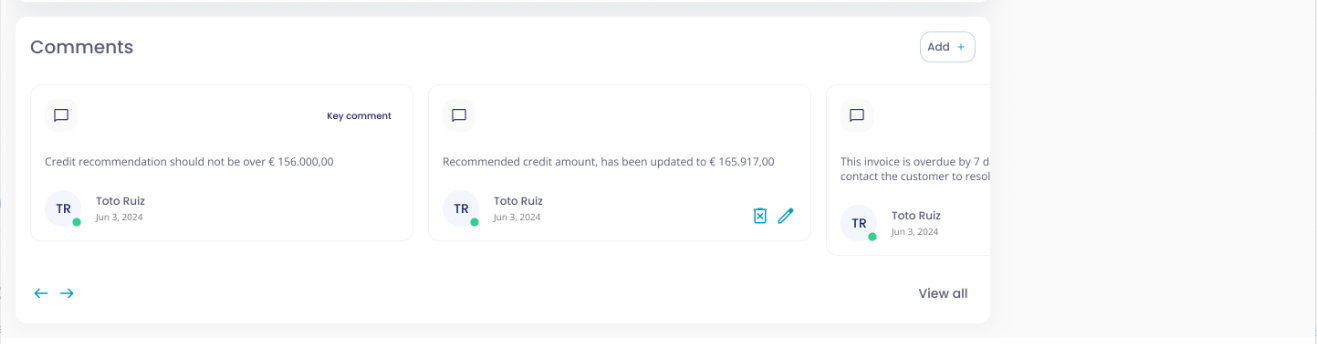 Comments
Add +
Key comment
Credit recommendation should not be over € 156.000,00
TR
Toto Ruiz
Jun 3, 2024
Recommended credit amount, has been updated to € 165.917,00
TR
Toto Ruiz
Jun 3, 2024
This invoice is overdue by 7
contact the customer to
TR
Toto Ruiz
Jun 3, 2024
View all